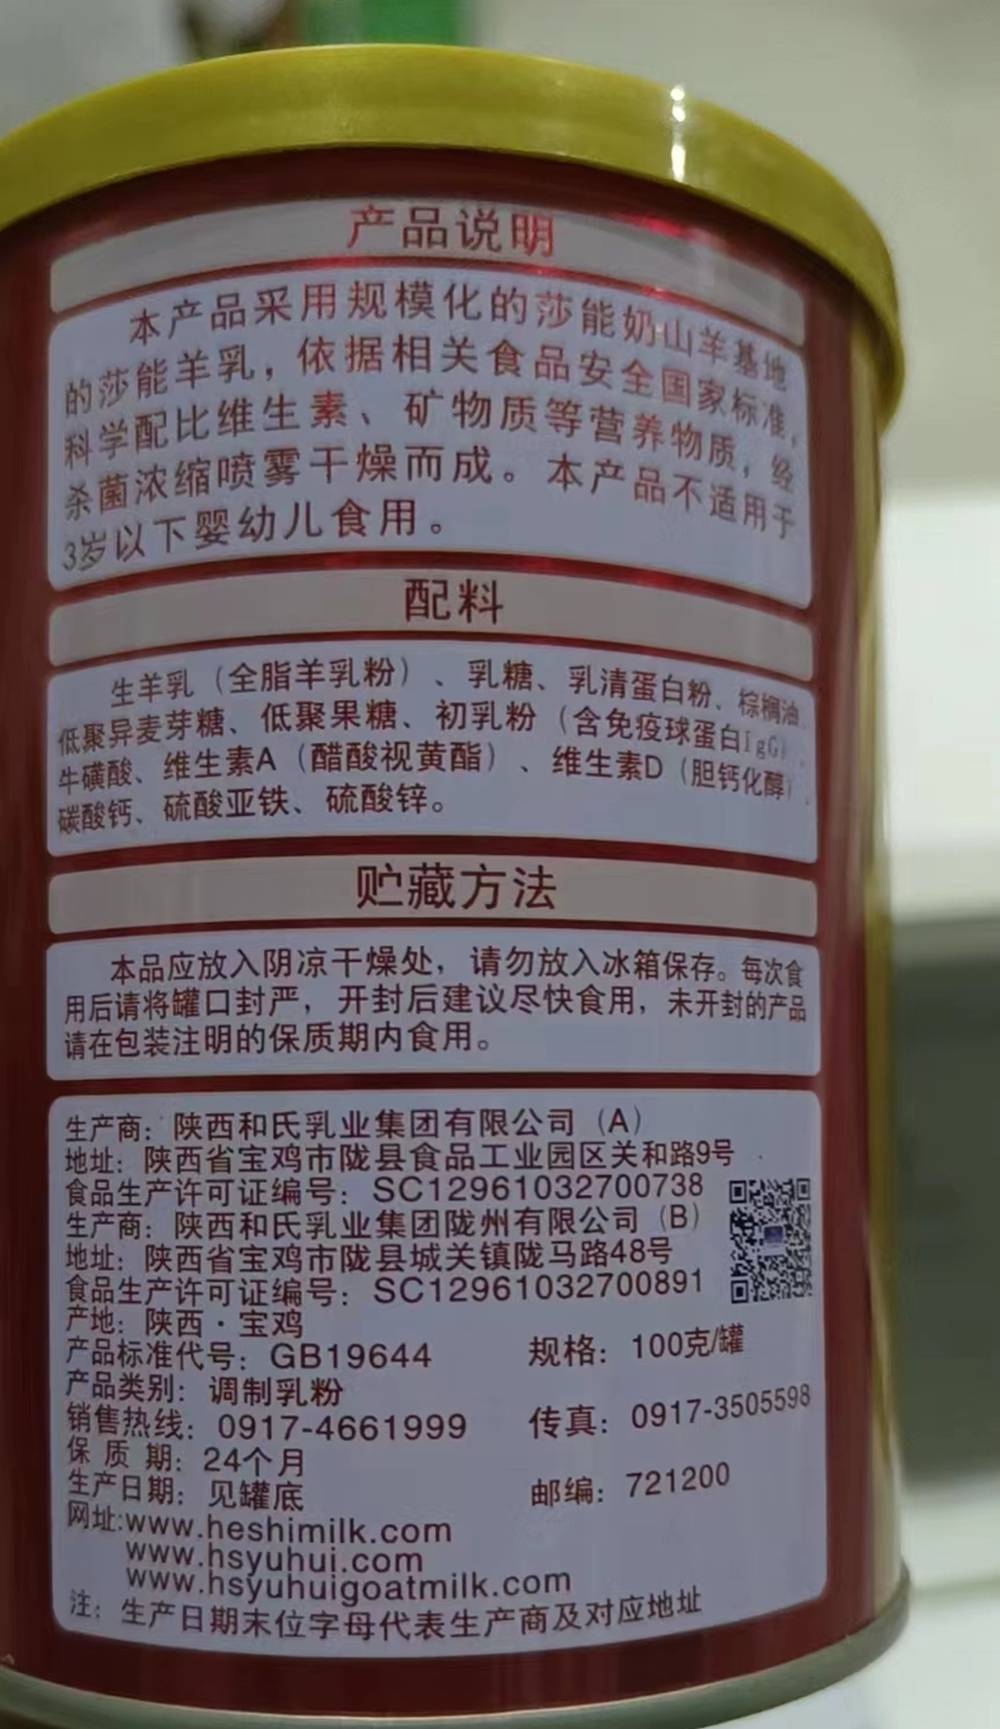 产品说明
本产品采用规模化的莎能奶山羊基地
的莎能羊乳，依据相关食品安全国家标准，
科学配比维生素、矿物质等营养物质，经
杀菌浓缩喷雾干燥而成。本产品不适用于
3岁以下婴幼儿食用。
配料
生羊乳（全脂羊乳粉）、乳糖、乳清蛋白粉、棕榈油、
低聚异麦芽糖、低聚果糖、初乳粉（含免疫球蛋白IgG）、
牛磺酸、维生素A（醋酸视黄酯）、维生素D（胆钙化醇）、
碳酸钙、硫酸亚铁、硫酸锌。
贮藏方法
本品应放入阴凉干燥处，请勿放入冰箱保存。每次食
用后请将罐口封严，开封后建议尽快食用，未开封的产品
请在包装注明的保质期内食用。
生产商：陕西和氏乳业集团有限公司（A）
地址：陕西省宝鸡市陇县食品工业园区关和路9号
食品生产许可证编号：SC12961032700738
生产商：陕西和氏乳业集团陇州有限公司（B）
地址：陕西省宝鸡市陇县城关镇陇马路48号
食品生产许可证编号：SC12961032700891
产地：陕西·宝鸡
产品标准代号：GB19644 规格：100克/罐
产品类别：调制乳粉
销售热线：0917-4661999 传真：0917-3505598
保质期：24个月
生产日期：见罐底 邮编：721200
网址:www.heshimilk.com
www.hsyuhui.com
www.hsyuhuigoatmilk.com
注：生产日期末位字母代表生产商及对应地址